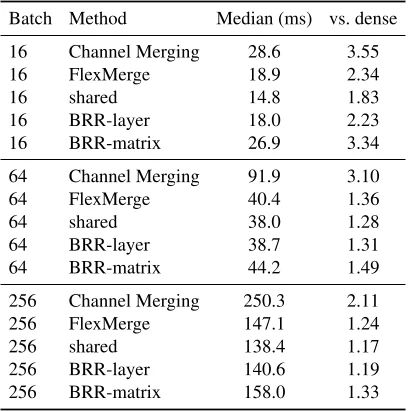 Batch Method Median (ms) vs. dense
16 Channel Merging 28.6 3.55
16 FlexMerge 18.9 2.34
16 shared 14.8 1.83
16 BRR-layer 18.0 2.23
16 BRR-matrix 26.9 3.34
64 Channel Merging 91.9 3.10
64 FlexMerge 40.4 1.36
64 shared 38.0 1.28
64 BRR-layer 38.7 1.31
64 BRR-matrix 44.2 1.49
256 Channel Merging 250.3 2.11
256 FlexMerge 147.1 1.24
256 shared 138.4 1.17
256 BRR-layer 140.6 1.19
256 BRR-matrix 158.0 1.33